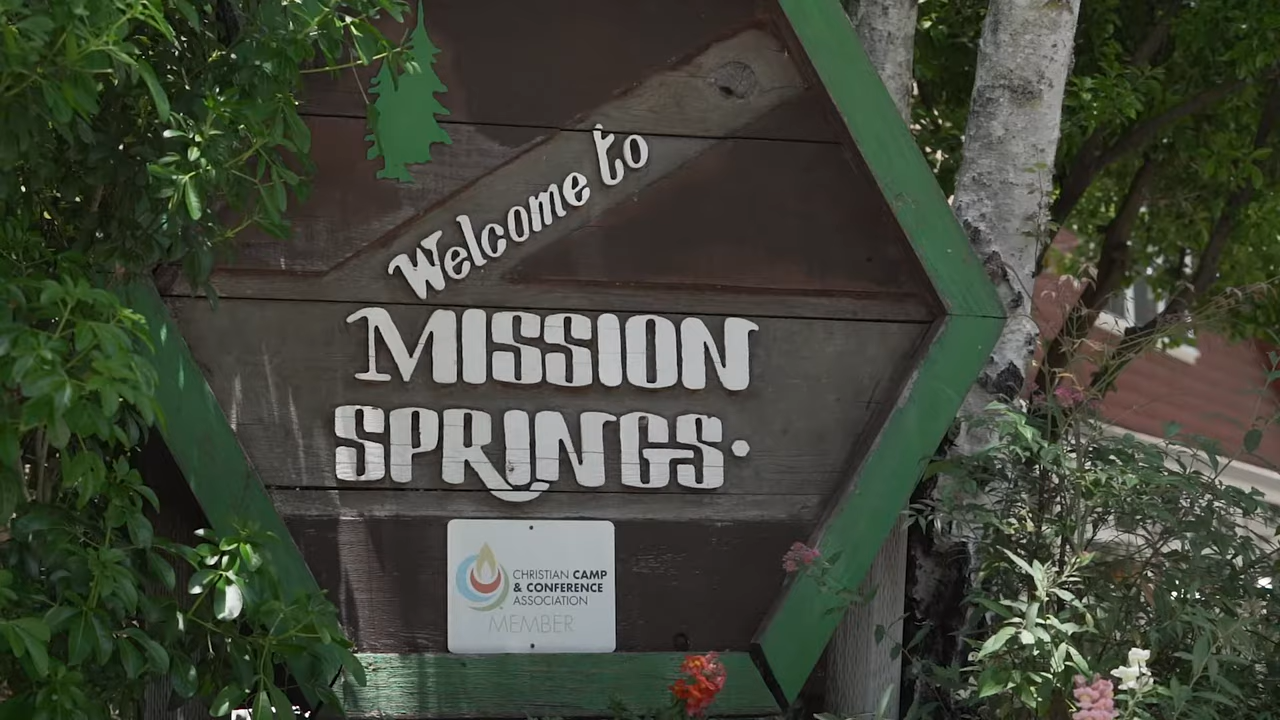 Welcome to
MISSION
SPRINGS.
CHRISTIAN CAMP
& CONFERENCE
ASSOCIATION
MEMBER